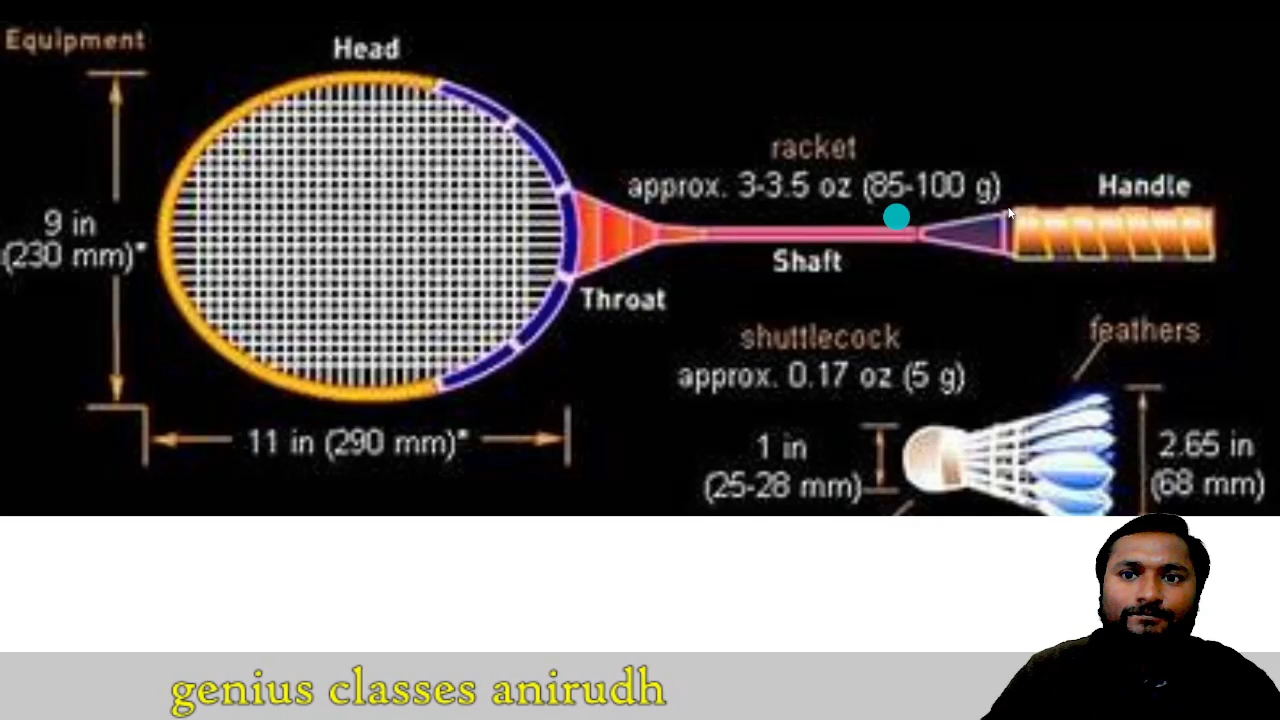 Equipment
Head
racket
approx. 3-3.5 oz (85-100 g)
Handle
9 in
(230 mm)*
Shaft
Throat
shuttlecock
feathers
approx. 0.17 oz (5 g)
11 in (290 mm)*
1 in
(25-28 mm)
2.65 in
(68 mm)
genius classes anirudh